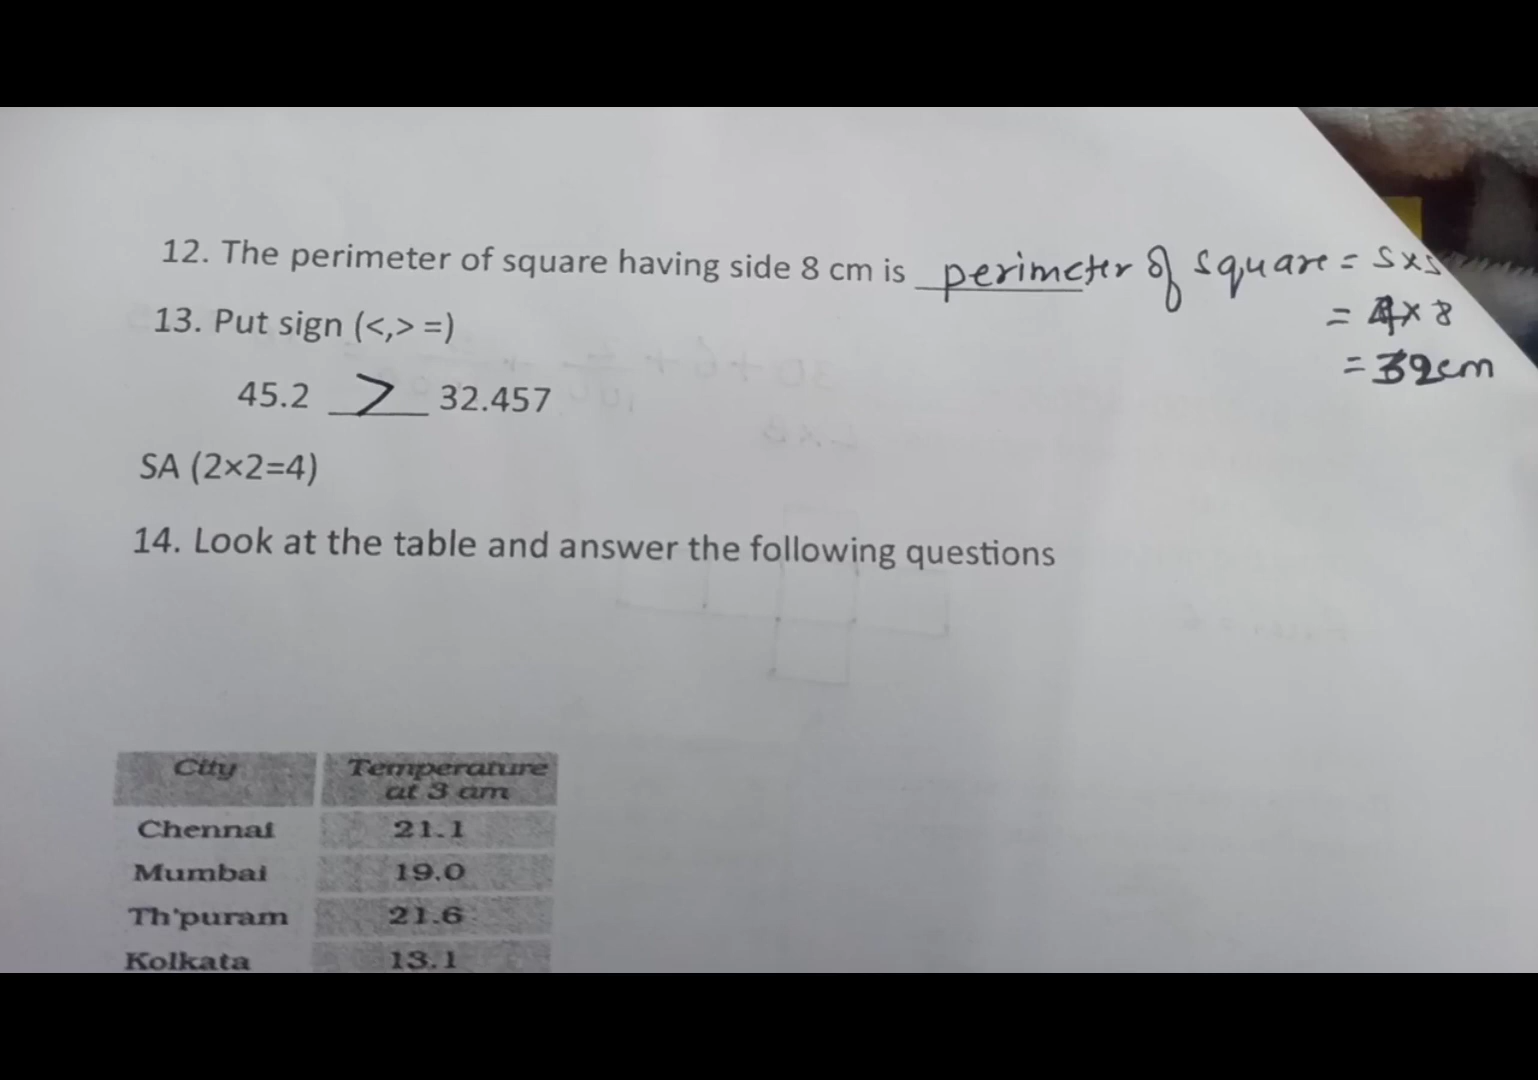 12. The perimeter of square having side 8 cm is perimeter of square = S×S
= 4×8
= 32cm
13. Put sign (<,> =)
45.2 > 32.457
SA (2×2=4)
14. Look at the table and answer the following questions
City Temperature at 3 am
Chennai 21.1
Mumbai 19.0
Th'puram 21.6
Kolkata 13.1